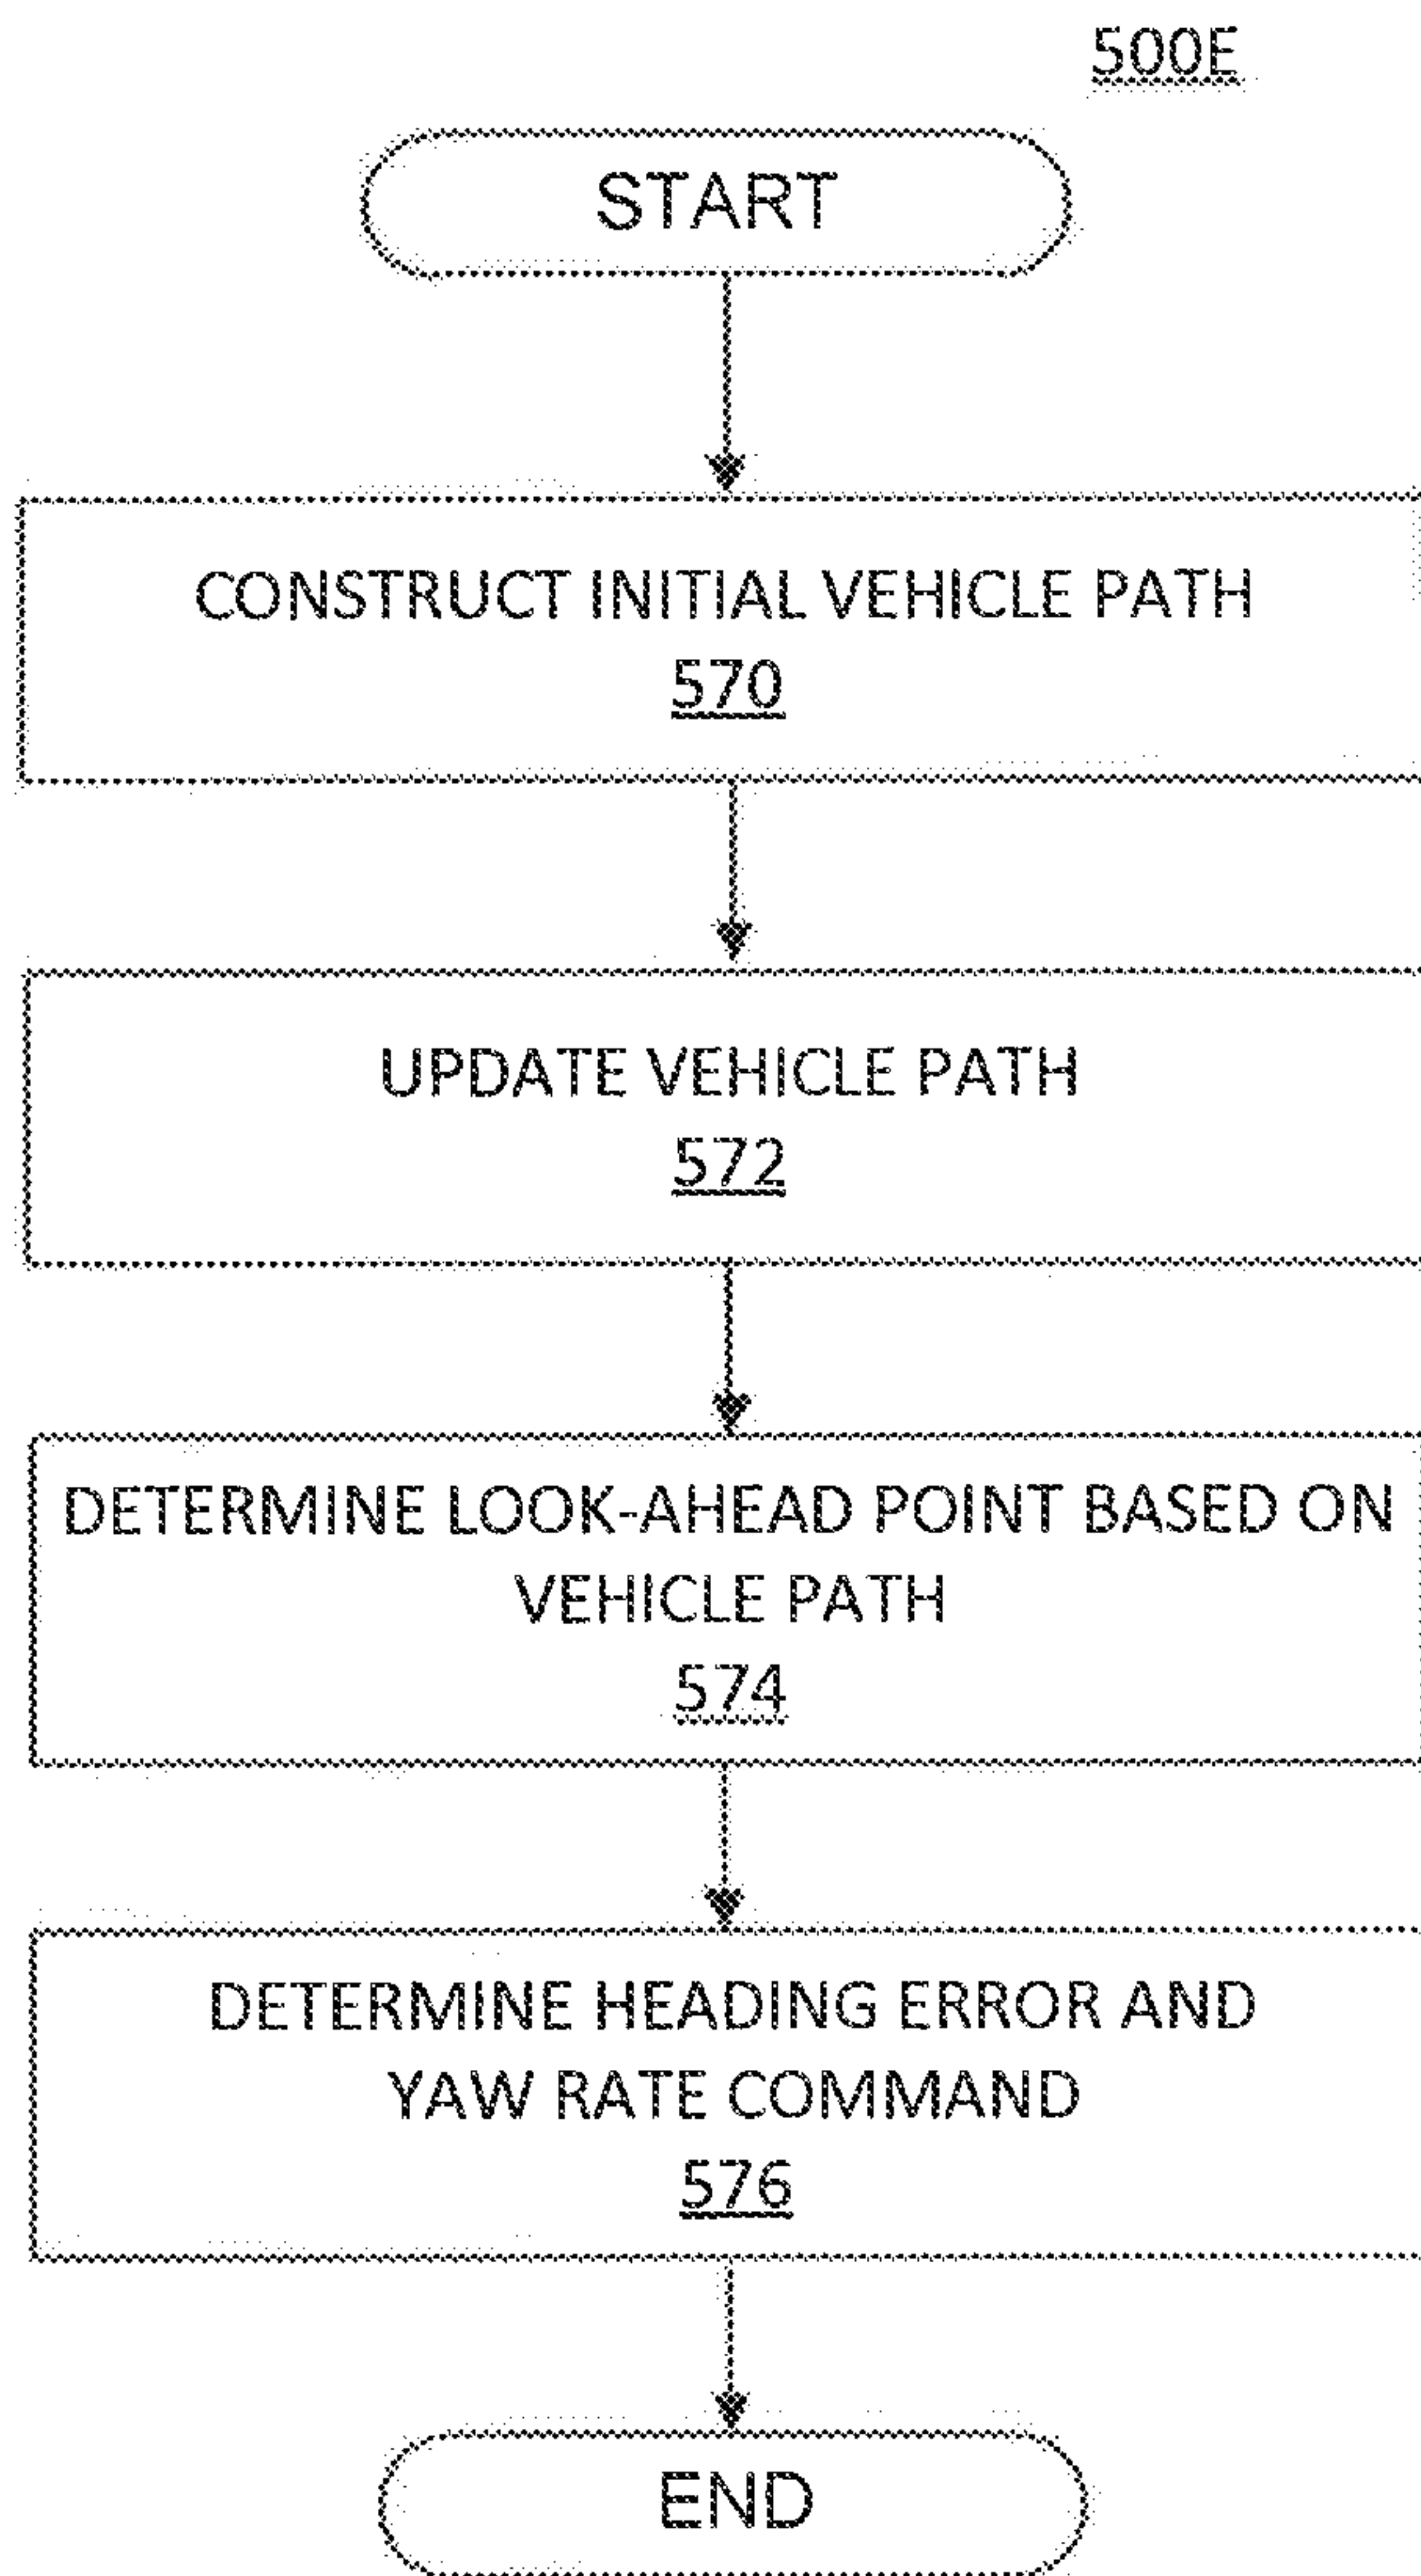 500E
START
CONSTRUCT INITIAL VEHICLE PATH
570
UPDATE VEHICLE PATH
572
DETERMINE LOOK-AHEAD POINT BASED ON
VEHICLE PATH
574
DETERMINE HEADING ERROR AND
YAW RATE COMMAND
576
END